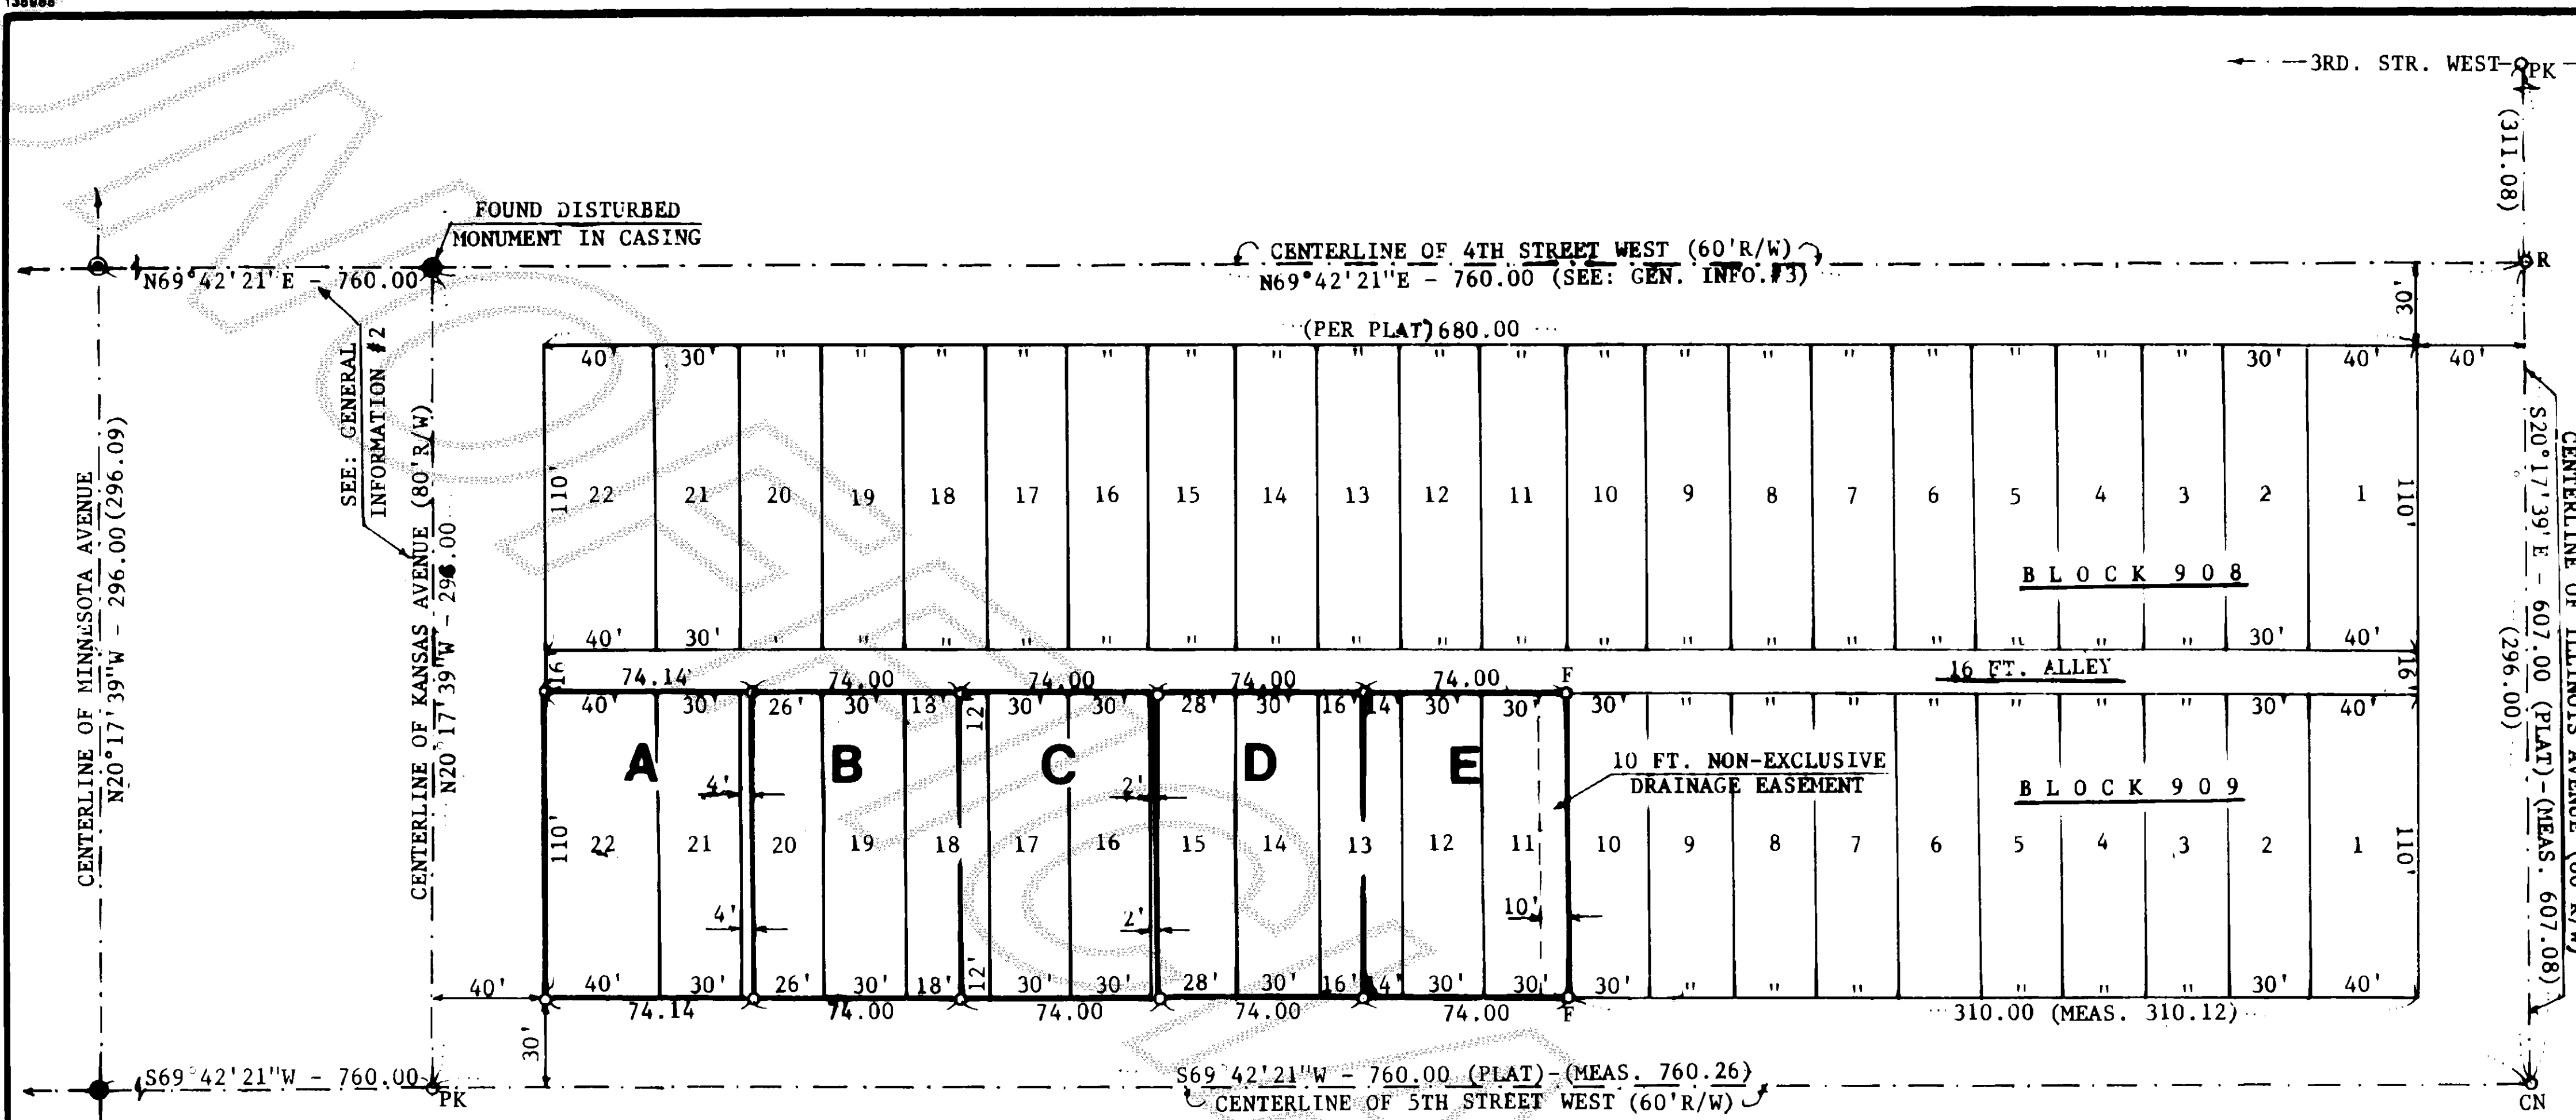 3RD. STR. WEST
PK
(311.08)
FOUND DISTURBED
MONUMENT IN CASING
CENTERLINE OF 4TH STREET WEST (60'R/W)
N69°42'21"E - 760.00
N69°42'21"E - 760.00 (SEE: GEN. INFO.#3)
R
30'
(PER PLAT) 680.00
40' 30' " " " " " " " " " " " " " " " " " " 30' 40' 40'
SEE: GENERAL
INFORMATION #2
CENTERLINE OF MINNESOTA AVENUE
N20°17'39"W - 296.00 (296.09)
CENTERLINE OF KANSAS AVENUE (80'R/W)
N20°17'39"W - 296.00
110' 22 21 20 19 18 17 16 15 14 13 12 11 10 9 8 7 6 5 4 3 2 1 110'
BLOCK 908
40' 30' " " " " " " " " " " " " " " " " " " 30' 40'
16 74.14 74.00 74.00 74.00 74.00 F 16 FT. ALLEY 16'
40' 30' 26' 30' 18' 12' 30' 30' 28' 30' 16' 14' 30' 30' 30' " " " " " " " 30' 40'
A B C D E
10 FT. NON-EXCLUSIVE
DRAINAGE EASEMENT
4' 2'
BLOCK 909
110' 22 21 20 19 18 17 16 15 14 13 12 11 10 9 8 7 6 5 4 3 2 1 110'
4' 2' 10'
40' 40' 30' 26' 30' 18' 12' 30' 30' 28' 30' 16' 14' 30' 30' 30' " " " " " " 30' 40'
74.14 74.00 74.00 74.00 74.00 F 310.00 (MEAS. 310.12)
30'
S20°17'39"E - 607.00 (PLAT)-(MEAS. 607.08)
(296.00)
CENTERLINE OF ILLINOIS AVENUE
S69°42'21"W - 760.00
PK
S69°42'21"W - 760.00 (PLAT)-(MEAS. 760.26)
CENTERLINE OF 5TH STREET WEST (60'R/W)
CN